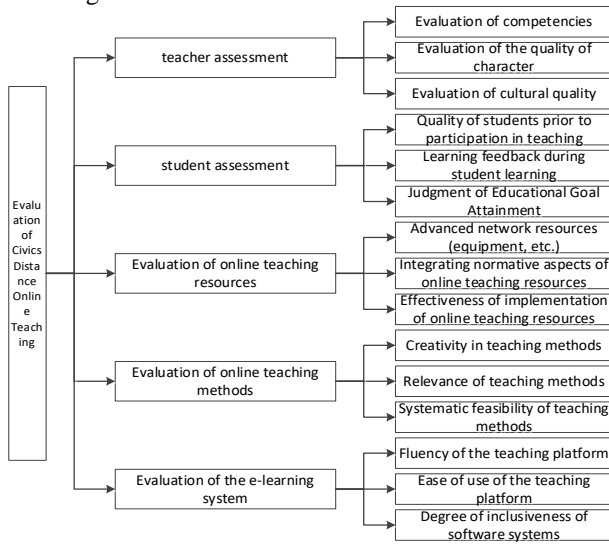 Evalu
ation
of
Civics
Distan
ce
Onlin
e
Teach
ing
teacher assessment
Evaluation of competencies
Evaluation of the quality of
character
Evaluation of cultural quality
student assessment
Quality of students prior to
participation in teaching
Learning feedback during
student learning
Judgment of Educational Goal
Attainment
Evaluation of online teaching
resources
Advanced network resources
(equipment, etc.)
Integrating normative aspects of
online teaching resources
Effectiveness of implementation
of online teaching resources
Evaluation of online teaching
methods
Creativity in teaching methods
Relevance of teaching methods
Systematic feasibility of teaching
methods
Evaluation of the e-learning
system
Fluency of the teaching platform
Ease of use of the teaching
platform
Degree of inclusiveness of
software systems